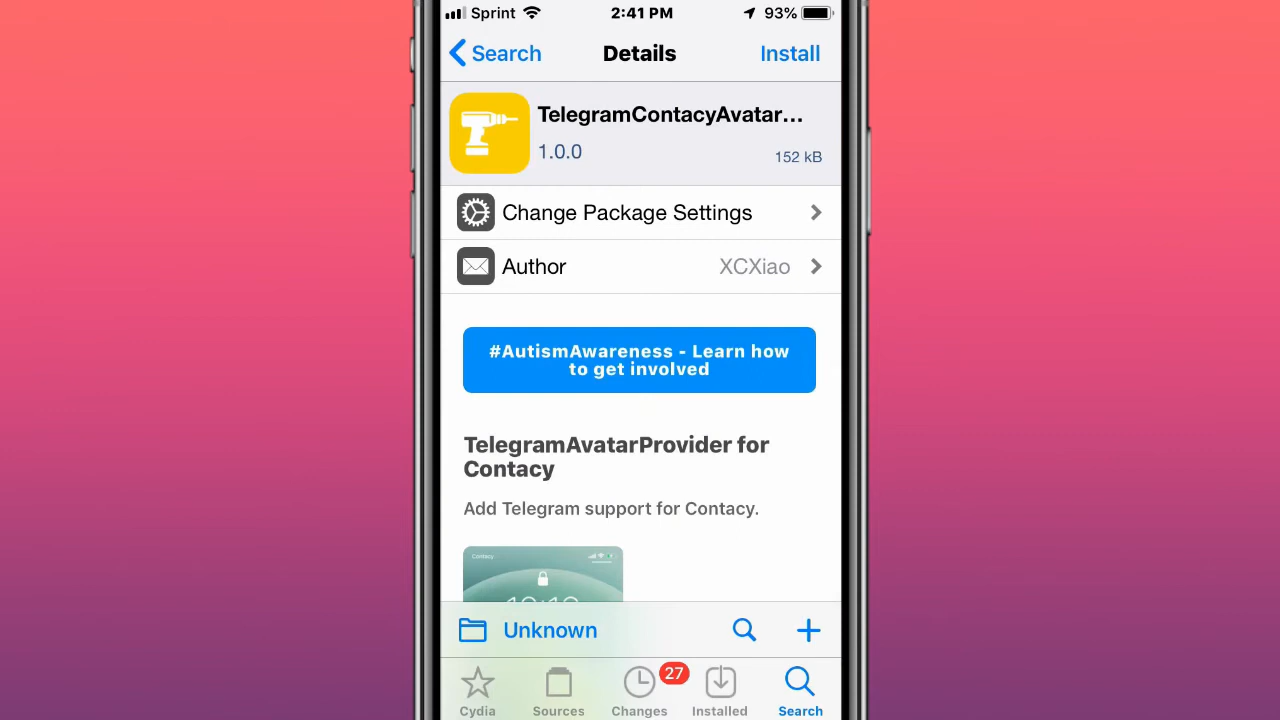 Sprint 2:41 PM 93%
Search Details Install
TelegramContacyAvatar...
1.0.0 152 kB
Change Package Settings
Author XCXiao
#AutismAwareness - Learn how
to get involved
TelegramAvatarProvider for
Contacy
Add Telegram support for Contacy.
Contacy
Unknown
27
Cydia Sources Changes Installed Search